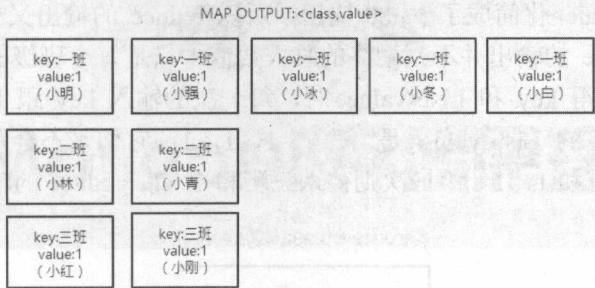 MAP OUTPUT:<class,value>
key:一班 key:一班 key:一班 key:一班 key:一班
value:1 value:1 value:1 value:1 value:1
（小明） （小强） （小冰） （小冬） （小白）
key:二班 key:二班
value:1 value:1
（小林） （小青）
key:三班 key:三班
value:1 value:1
（小红） （小刚）